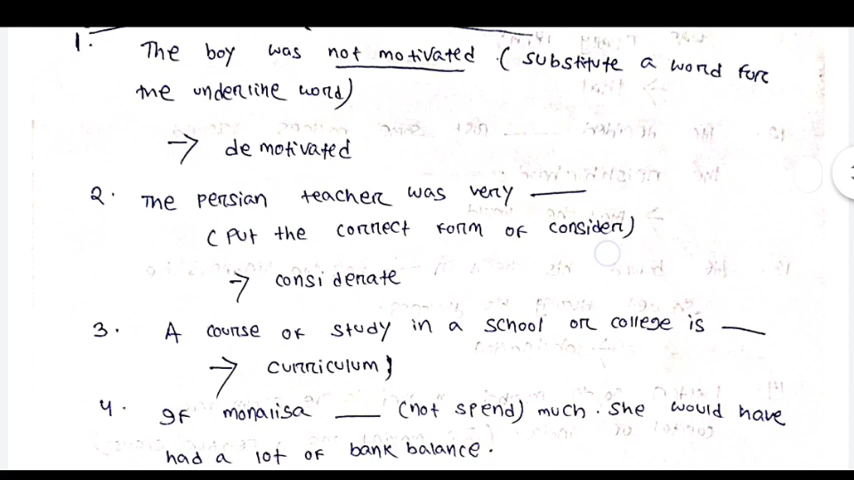 1. The boy was not motivated. (substitute a word for
the underline word)
→ demotivated
2. The persian teacher was very ___
(Put the correct form of consider)
→ considerate
3. A course of study in a school or college is ___
→ curriculum
4. If monalisa ___ (not spend) much. She would have
had a lot of bank balance.